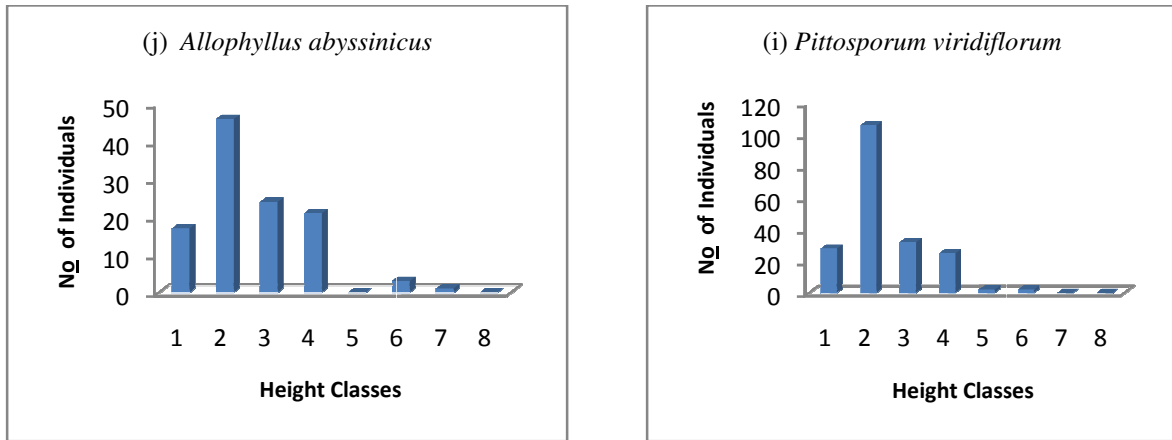 (j) Allophyllus abyssinicus
50
40
30
20
10
0
No of Individuals
1 2 3 4 5 6 7 8
Height Classes
(i) Pittosporum viridiflorum
120
100
80
60
40
20
0
No of Individuals
1 2 3 4 5 6 7 8
Height Classes